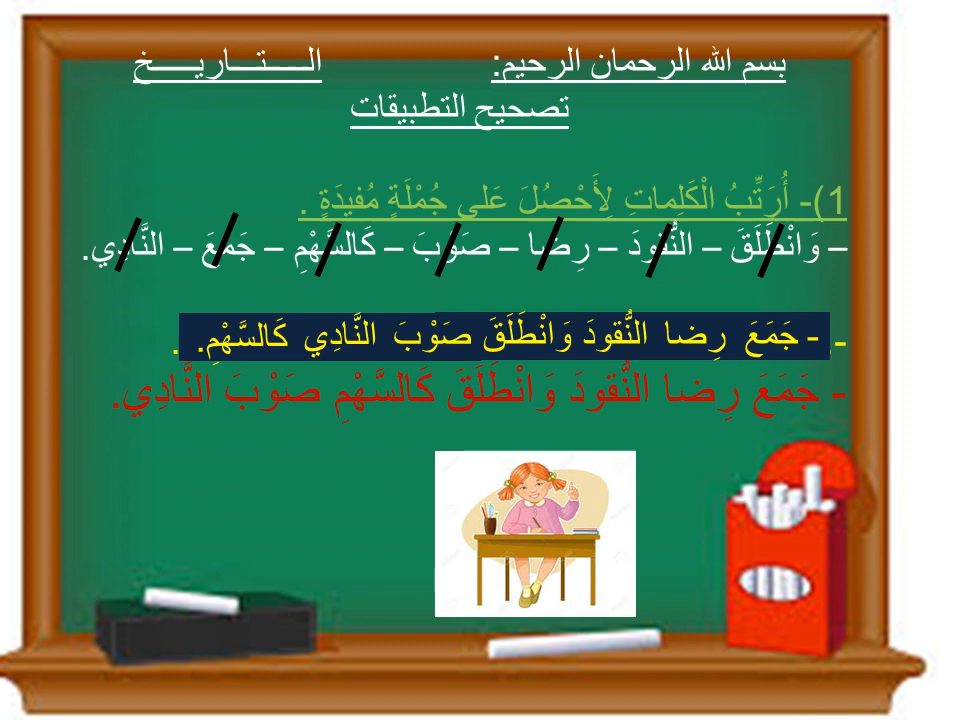 بسم الله الرحمان الرحيم: الـــــتـــاريـــــخ
تصحيح التطبيقات
1)- أُرَتِّبُ الْكَلِماتِ لِأَحْصُلَ عَلى جُمْلَةٍ مُفيدَةٍ .
– وَانْطَلَقَ – النُّقودَ – رِضا – صَوْبَ – كَالسَّهْمِ – جَمَعَ – النَّادِي.
- جَمَعَ رِضا النُّقودَ وَانْطَلَقَ صَوْبَ النَّادِي كَالسَّهْمِ.
- جَمَعَ رِضا النُّقودَ وَانْطَلَقَ كَالسَّهْمِ صَوْبَ النَّادِي.